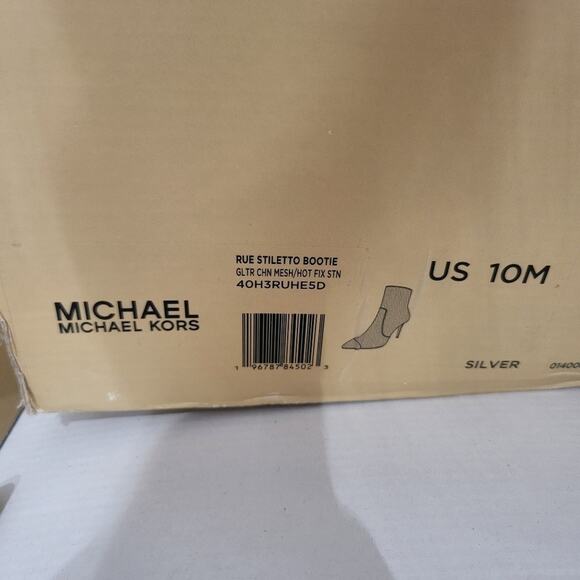 RUE STILETTO BOOTIE
GLTR CHN MESH/HOT FIX STN
40H3RUHE5D
US 10M
MICHAEL
MICHAEL KORS
1 96787 84502 3
SILVER